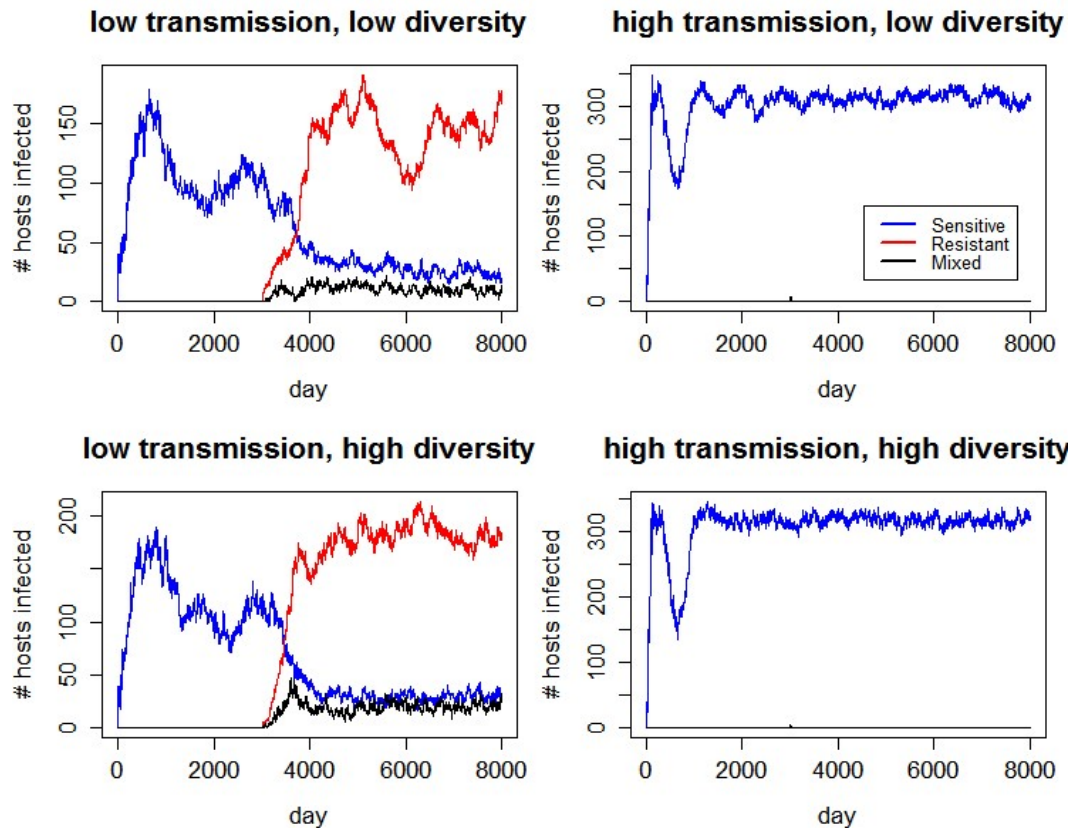 low transmission, low diversity
# hosts infected
150
100
50
0
0 2000 4000 6000 8000
day
high transmission, low diversity
# hosts infected
300
200
100
0
Sensitive
Resistant
Mixed
0 2000 4000 6000 8000
day
low transmission, high diversity
# hosts infected
200
100
50
0
0 2000 4000 6000 8000
day
high transmission, high diversity
# hosts infected
300
200
100
0
0 2000 4000 6000 8000
day